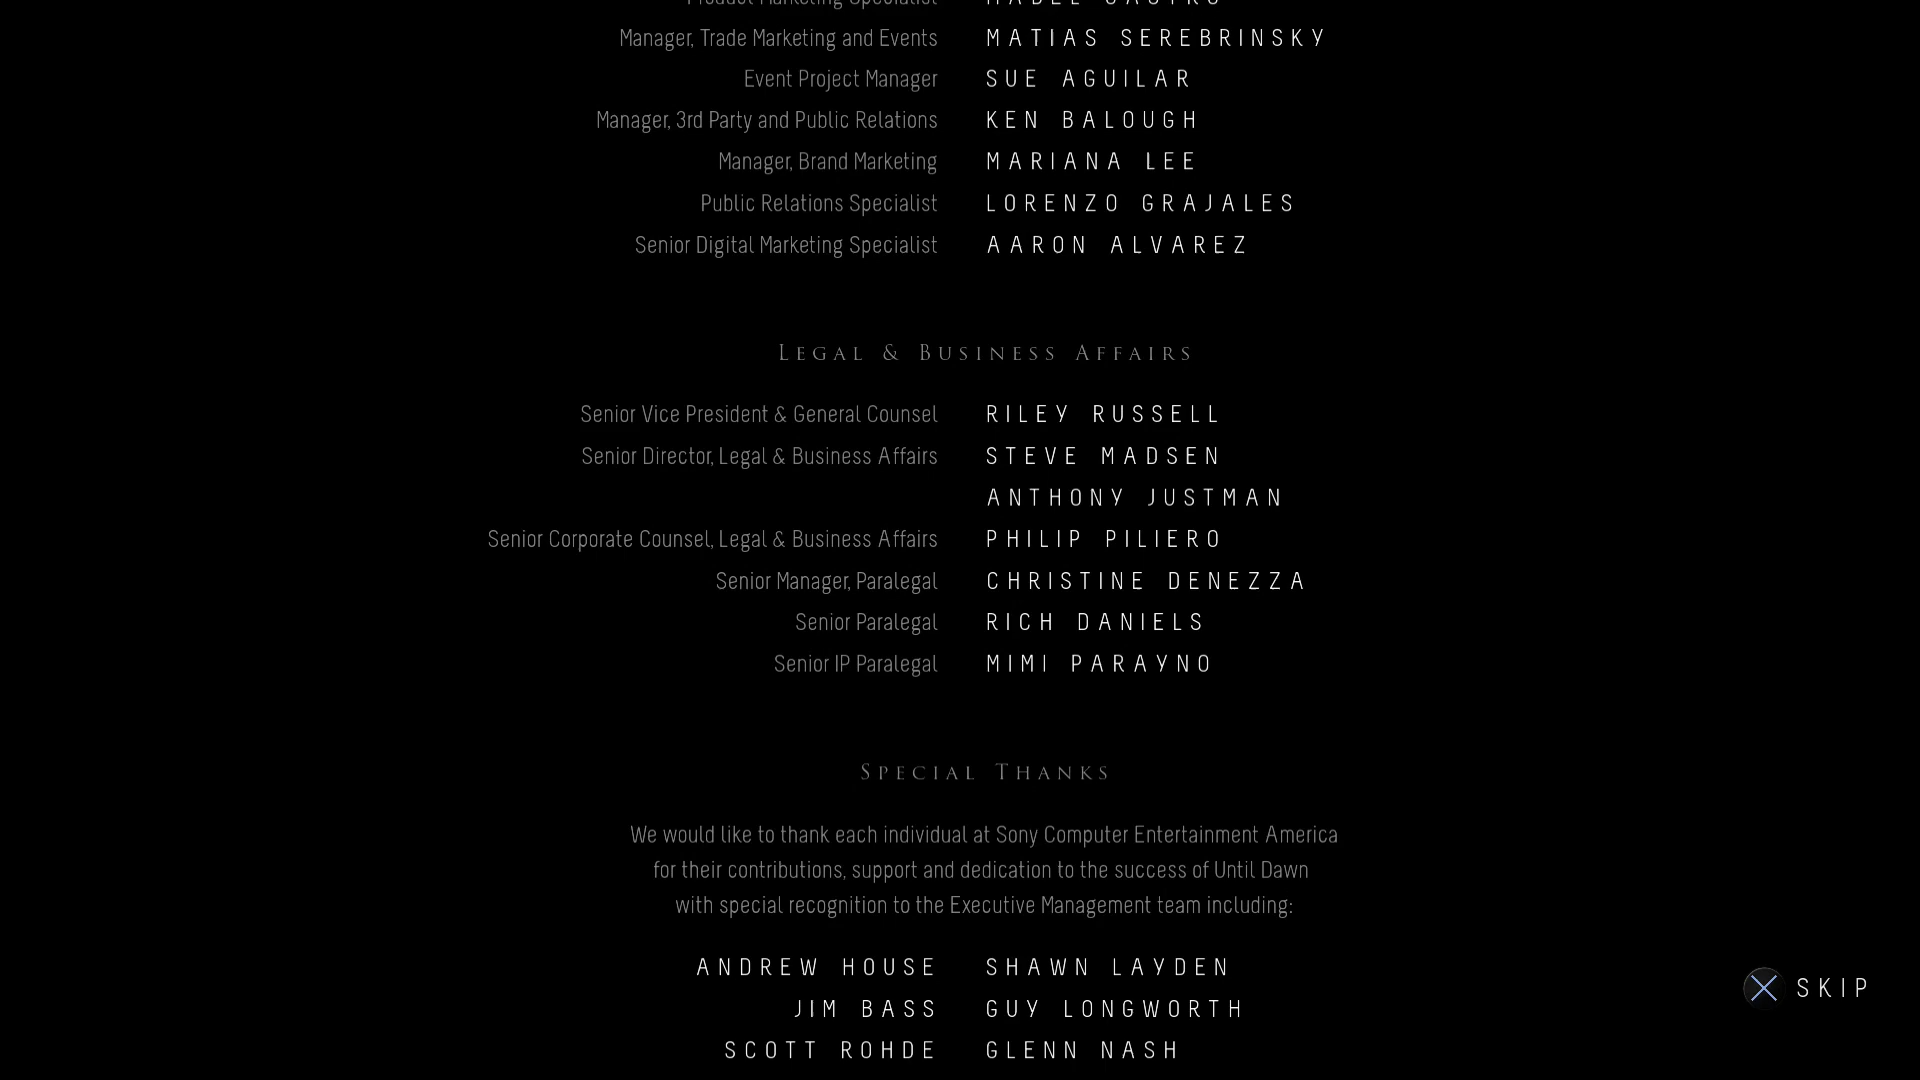 Product Marketing Specialist MABEL CASTRO
Manager, Trade Marketing and Events MATIAS SEREBRINSKY
Event Project Manager SUE AGUILAR
Manager, 3rd Party and Public Relations KEN BALOUGH
Manager, Brand Marketing MARIANA LEE
Public Relations Specialist LORENZO GRAJALES
Senior Digital Marketing Specialist AARON ALVAREZ
LEGAL & BUSINESS AFFAIRS
Senior Vice President & General Counsel RILEY RUSSELL
Senior Director, Legal & Business Affairs STEVE MADSEN
ANTHONY JUSTMAN
Senior Corporate Counsel, Legal & Business Affairs PHILIP PILIERO
Senior Manager, Paralegal CHRISTINE DENEZZA
Senior Paralegal RICH DANIELS
Senior IP Paralegal MIMI PARAYNO
SPECIAL THANKS
We would like to thank each individual at Sony Computer Entertainment America
for their contributions, support and dedication to the success of Until Dawn
with special recognition to the Executive Management team including:
ANDREW HOUSE SHAWN LAYDEN
JIM BASS GUY LONGWORTH
SCOTT ROHDE GLENN NASH
SKIP